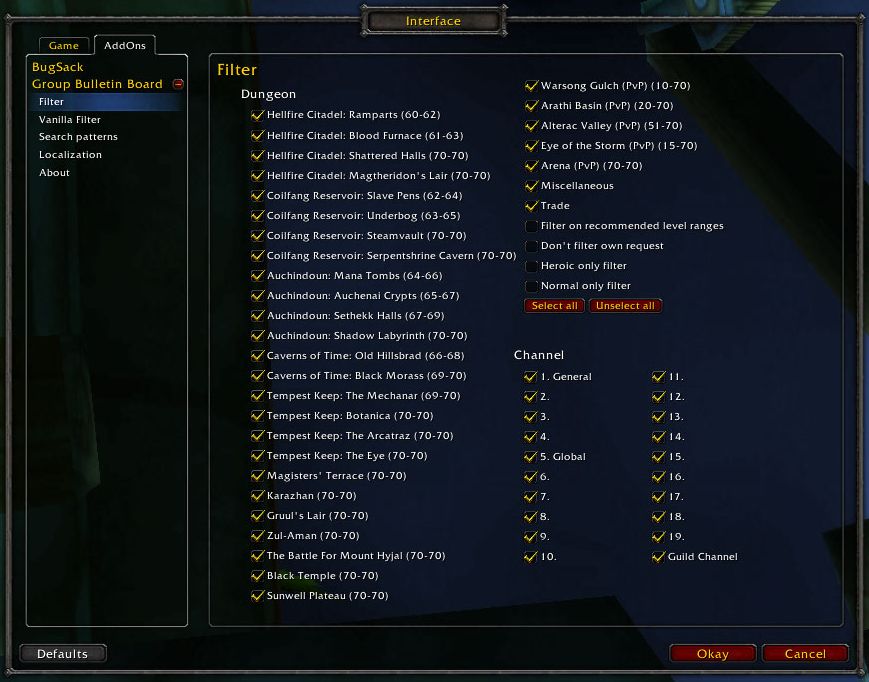 Interface
Game
AddOns
BugSack
Group Bulletin Board
Filter
Vanilla Filter
Search patterns
Localization
About
Filter
Dungeon
Hellfire Citadel: Ramparts (60-62)
Hellfire Citadel: Blood Furnace (61-63)
Hellfire Citadel: Shattered Halls (70-70)
Hellfire Citadel: Magtheridon's Lair (70-70)
Coilfang Reservoir: Slave Pens (62-64)
Coilfang Reservoir: Underbog (63-65)
Coilfang Reservoir: Steamvault (70-70)
Coilfang Reservoir: Serpentshrine Cavern (70-70)
Auchindoun: Mana Tombs (64-66)
Auchindoun: Auchenai Crypts (65-67)
Auchindoun: Sethekk Halls (67-69)
Auchindoun: Shadow Labyrinth (70-70)
Caverns of Time: Old Hillsbrad (66-68)
Caverns of Time: Black Morass (69-70)
Tempest Keep: The Mechanar (69-70)
Tempest Keep: Botanica (70-70)
Tempest Keep: The Arcatraz (70-70)
Tempest Keep: The Eye (70-70)
Magisters' Terrace (70-70)
Karazhan (70-70)
Gruul's Lair (70-70)
Zul-Aman (70-70)
The Battle For Mount Hyjal (70-70)
Black Temple (70-70)
Sunwell Plateau (70-70)
Warsong Gulch (PvP) (10-70)
Arathi Basin (PvP) (20-70)
Alterac Valley (PvP) (51-70)
Eye of the Storm (PvP) (15-70)
Arena (PvP) (70-70)
Miscellaneous
Trade
Filter on recommended level ranges
Don't filter own request
Heroic only filter
Normal only filter
Select all
Unselect all
Channel
1. General
2.
3.
4.
5. Global
6.
7.
8.
9.
10.
11.
12.
13.
14.
15.
16.
17.
18.
19.
Guild Channel
Defaults
Okay
Cancel